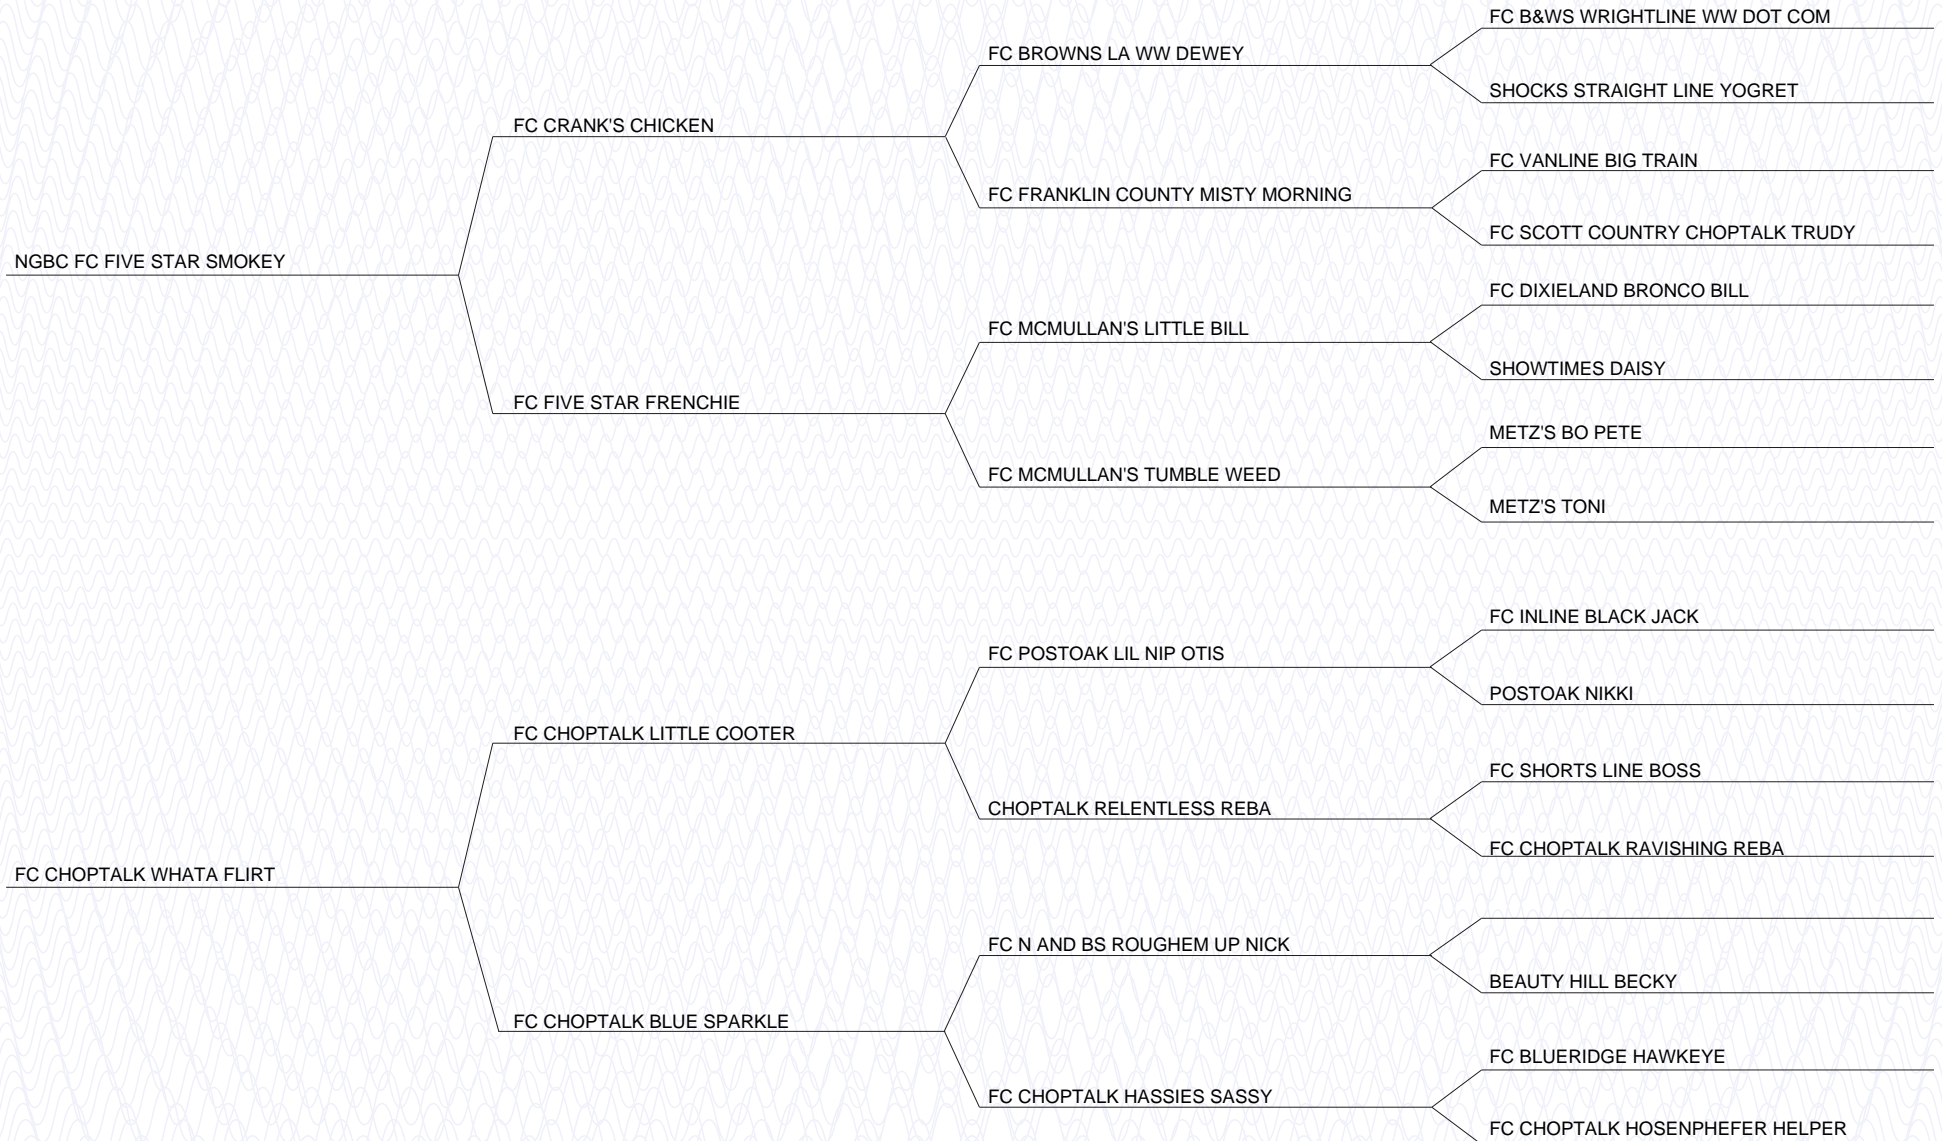 FC B&WS WRIGHTLINE WW DOT COM
FC BROWNS LA WW DEWEY
SHOCKS STRAIGHT LINE YOGRET
FC CRANK'S CHICKEN
FC VANLINE BIG TRAIN
FC FRANKLIN COUNTY MISTY MORNING
FC SCOTT COUNTRY CHOPTALK TRUDY
NGBC FC FIVE STAR SMOKEY
FC DIXIELAND BRONCO BILL
FC MCMULLAN'S LITTLE BILL
SHOWTIMES DAISY
FC FIVE STAR FRENCHIE
METZ'S BO PETE
FC MCMULLAN'S TUMBLE WEED
METZ'S TONI
FC INLINE BLACK JACK
FC POSTOAK LIL NIP OTIS
POSTOAK NIKKI
FC CHOPTALK LITTLE COOTER
FC SHORTS LINE BOSS
CHOPTALK RELENTLESS REBA
FC CHOPTALK RAVISHING REBA
FC CHOPTALK WHATA FLIRT
FC N AND BS ROUGHEM UP NICK
BEAUTY HILL BECKY
FC CHOPTALK BLUE SPARKLE
FC BLUERIDGE HAWKEYE
FC CHOPTALK HASSIES SASSY
FC CHOPTALK HOSENPHEFER HELPER